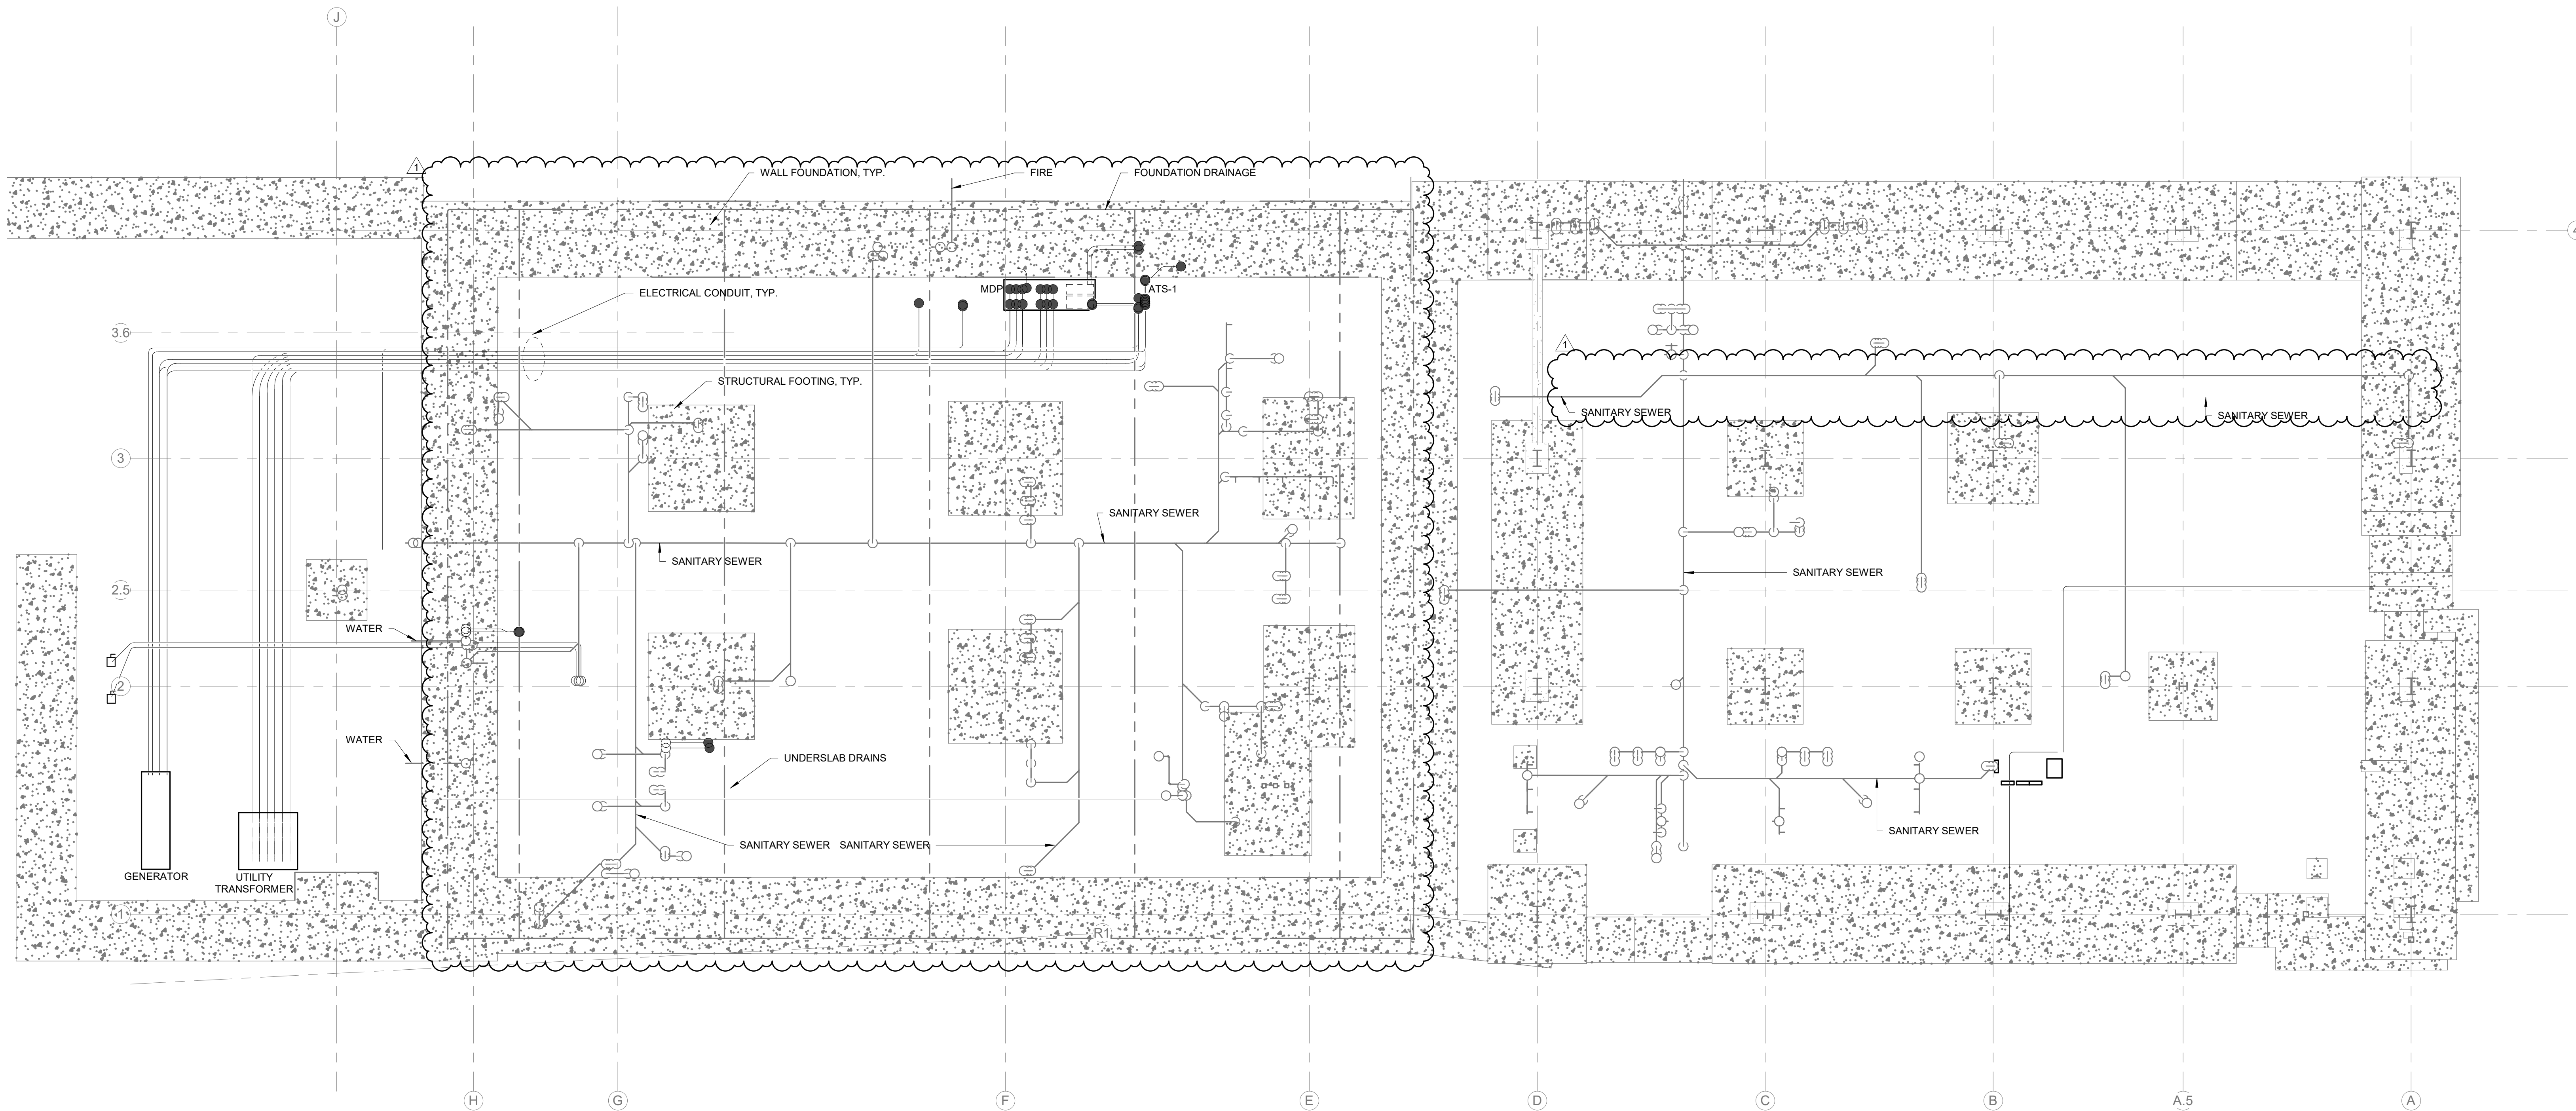 J
1
WALL FOUNDATION, TYP.
FIRE
FOUNDATION DRAINAGE
MDP
ATS-1
ELECTRICAL CONDUIT, TYP.
3.6
1
STRUCTURAL FOOTING, TYP.
SANITARY SEWER
SANITARY SEWER
3
SANITARY SEWER
SANITARY SEWER
SANITARY SEWER
2.5
WATER
2
WATER
UNDERSLAB DRAINS
SANITARY SEWER
SANITARY SEWER
SANITARY SEWER
GENERATOR
UTILITY
TRANSFORMER
1
R1
H
G
F
E
D
C
B
A.5
A